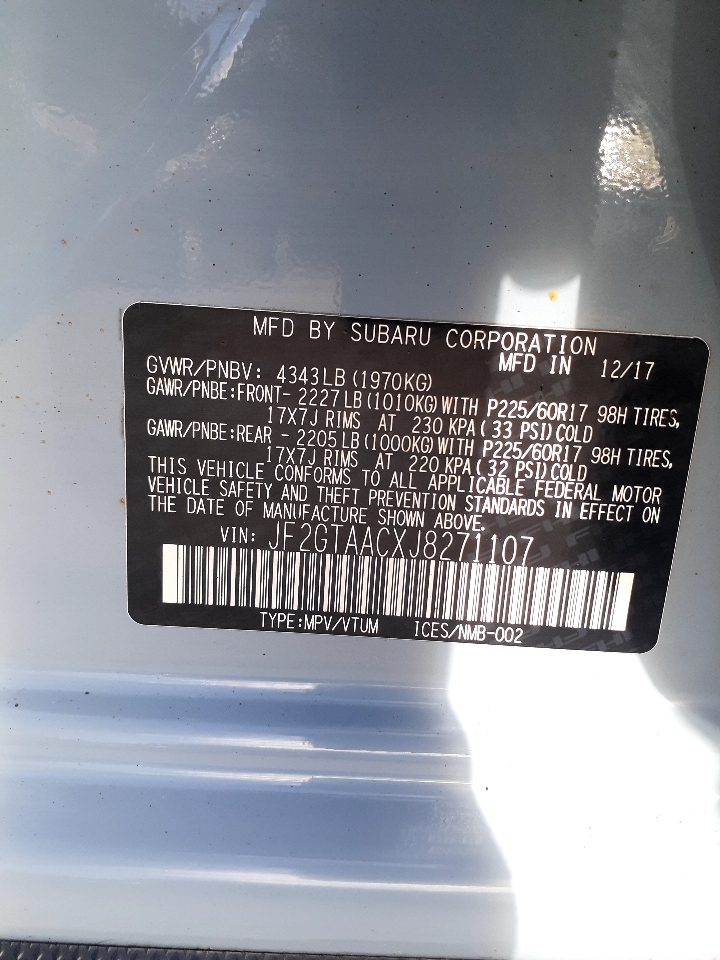 MFD BY SUBARU CORPORATION
MFD IN 12/17
GVWR/PNBV: 4343LB (1970KG)
GAWR/PNBE:FRONT- 2227LB (1010KG) WITH P225/60R17 98H TIRES,
17X7J RIMS AT 230 KPA ( 33 PSI) COLD
GAWR/PNBE:REAR - 2205LB (1000KG) WITH P225/60R17 98H TIRES,
17X7J RIMS AT 220 KPA ( 32 PSI) COLD
THIS VEHICLE CONFORMS TO ALL APPLICABLE FEDERAL MOTOR
VEHICLE SAFETY AND THEFT PREVENTION STANDARDS IN EFFECT ON
THE DATE OF MANUFACTURE SHOWN ABOVE.
VIN: JF2GTAACXJ8271107
TYPE:MPV/VTUM ICES/NMB-002